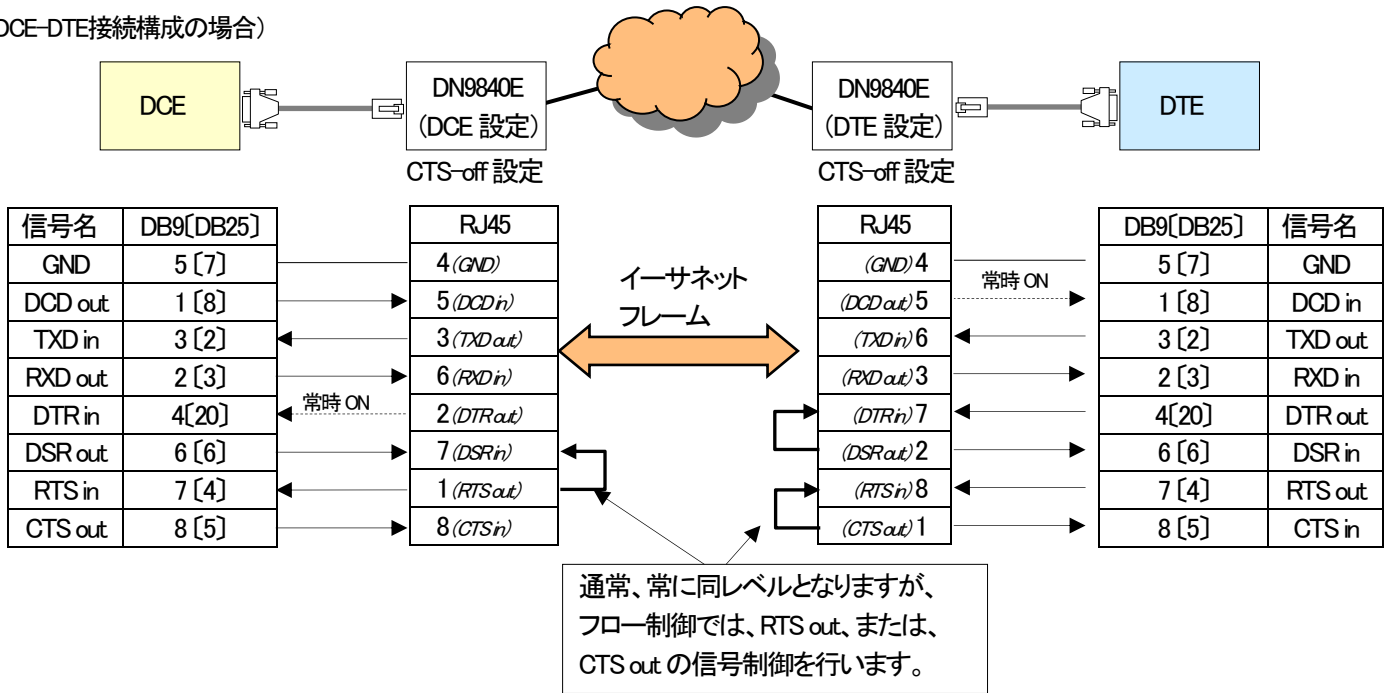 DCE-DTE接続構成の場合）
DCE
DN9840E
（DCE 設定）
CTS-off 設定
DN9840E
（DTE 設定）
CTS-off 設定
DTE
信号名 DB9〔DB25〕
GND 5〔7〕
DCD out 1〔8〕
TXD in 3〔2〕
RXD out 2〔3〕
DTR in 4〔20〕
DSR out 6〔6〕
RTS in 7〔4〕
CTS out 8〔5〕
常時 ON
RJ45
4(GND)
5(DCD in)
3(TXD out)
6(RXD in)
2(DTR out)
7(DSR in)
1(RTS out)
8(CTS in)
イーサネット
フレーム
RJ45
(GND)4
(DCD out)5
(TXD in)6
(RXD out)3
(DTR in)7
(DSR out)2
(RTS in)8
(CTS out)1
常時 ON
DB9〔DB25〕 信号名
5〔7〕 GND
1〔8〕 DCD in
3〔2〕 TXD out
2〔3〕 RXD in
4〔20〕 DTR out
6〔6〕 DSR in
7〔4〕 RTS out
8〔5〕 CTS in
通常、常に同レベルとなりますが、
フロー制御では、RTS out、または、
CTS out の信号制御を行います。